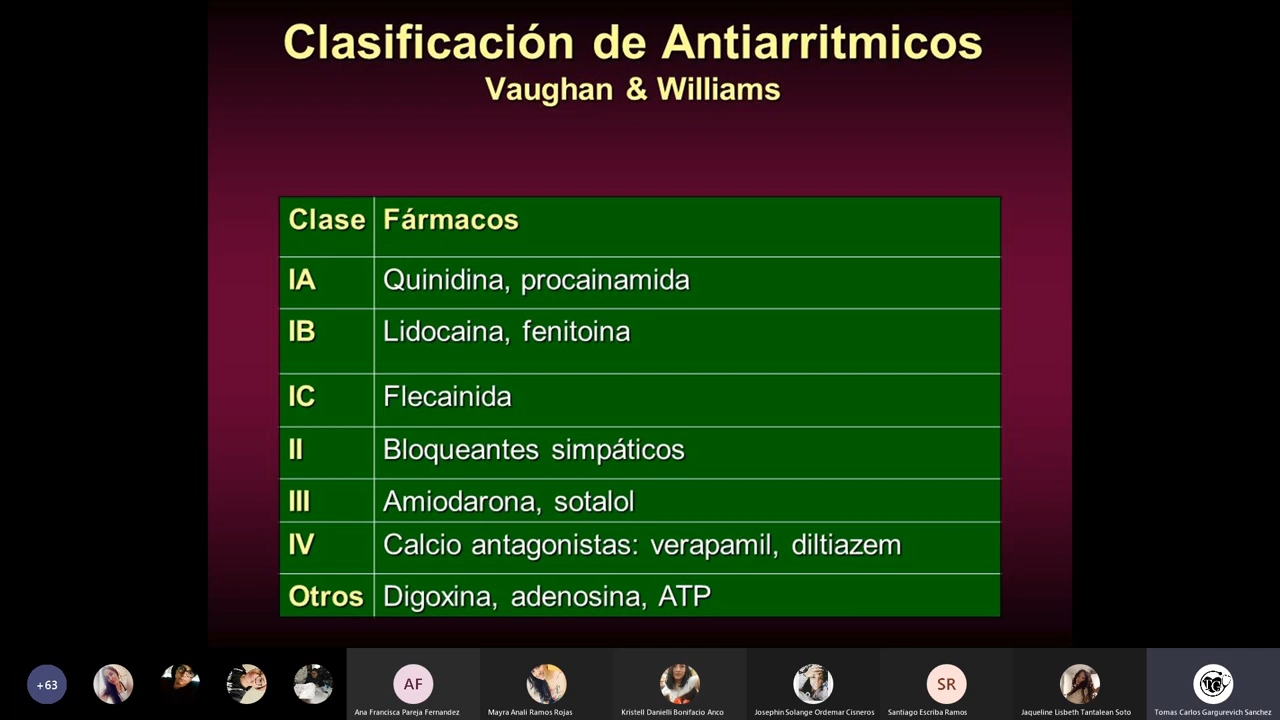 Clasificación de Antiarritmicos
Vaughan & Williams
Clase Fármacos
IA Quinidina, procainamida
IB Lidocaina, fenitoina
IC Flecainida
II Bloqueantes simpáticos
III Amiodarona, sotalol
IV Calcio antagonistas: verapamil, diltiazem
Otros Digoxina, adenosina, ATP
+63
AF
SR
Ana Francisca Pareja Fernandez
Mayra Anali Ramos Rojas
Kristell Danielli Bonifacio Anco
Josephin Solange Ordemar Cisneros
Santiago Escriba Ramos
Jaqueline Lisbeth Tantalean Soto
Tomas Carlos Gargurevich Sanchez